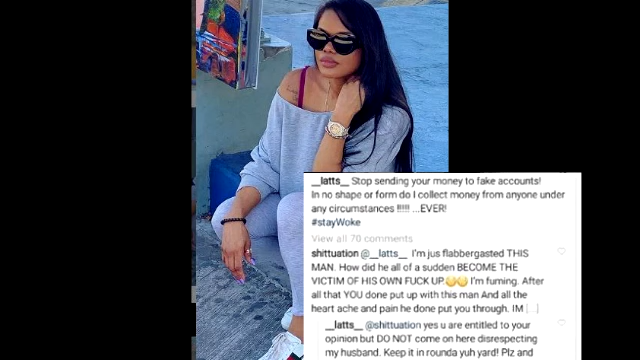 __latts__ Stop sending your money to fake accounts!
In no shape or form do I collect money from anyone under
any circumstances !!!!!! ...EVER!
#stayWoke
View all 70 comments
shittuation @__latts__ I'm jus flabbergasted THIS
MAN. How did he all of a sudden BECOME THE
VICTIM OF HIS OWN FUCK UP.😳😳 I'm fuming. After
all that YOU done put up with this man And all the
heart ache and pain he done put you through. IM [...]
__latts__ @shittuation yes u are entitled to your
opinion but DO NOT come on here disrespecting
my husband. Keep it in rounda yuh yard! Plz and